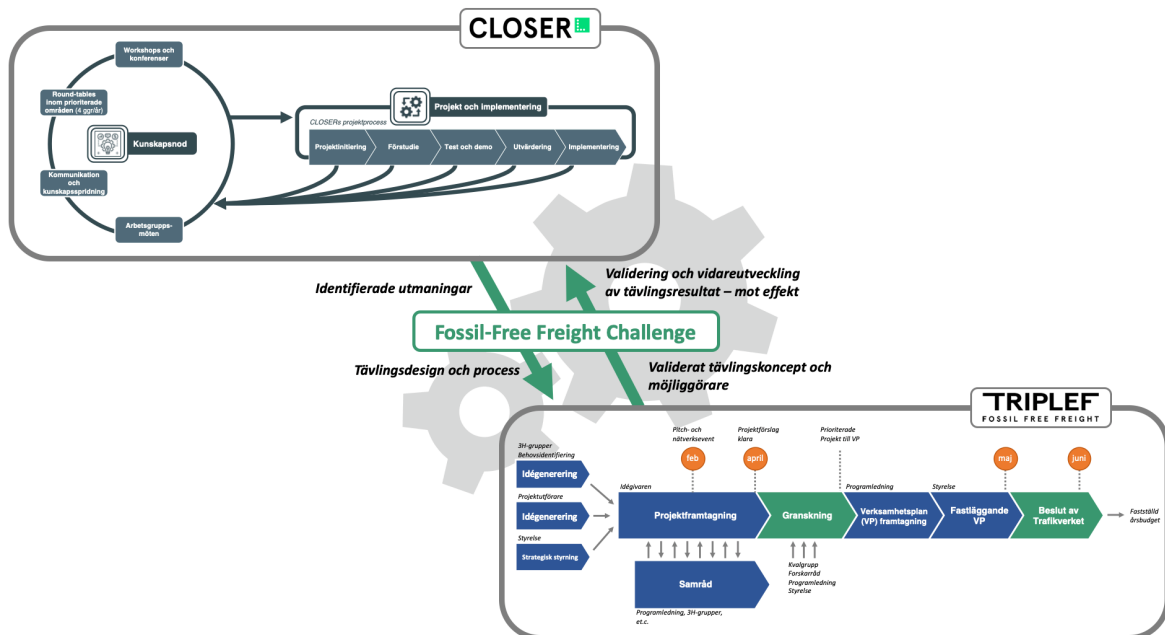 CLOSER
Workshops och
konferenser
Round-tables
inom prioriterade
områden (4 ggr/år)
Kunskapsnod
Kommunikation
och
kunskapsspridning
Arbetsgrupps-
möten
Projekt och implementering
CLOSERs projektprocess
Projektinitiering
Förstudie
Test och demo
Utvärdering
Implementering
Identifierade utmaningar
Validering och vidareutveckling
av tävlingsresultat – mot effekt
Fossil-Free Freight Challenge
Tävlingsdesign och process
Validerat tävlingskoncept och
möjliggörare
TRIPLEF
FOSSIL FREE FREIGHT
3H-grupper
Behovsidentifiering
Idégenerering
Projektutförare
Idégenerering
Styrelse
Strategisk styrning
Pitch- och
nätverksevent
feb
Projektförslag
klara
april
Prioriterade
Projekt till VP
maj
juni
Idégivaren
Projektframtagning
Granskning
Programledning
Verksamhetsplan
(VP) framtagning
Styrelse
Fastläggande
VP
Beslut av
Trafikverket
Fastställd
årsbudget
Samråd
Programledning, 3H-grupper,
et.c.
Kvalgrupp
Forskarråd
Programledning
Styrelse